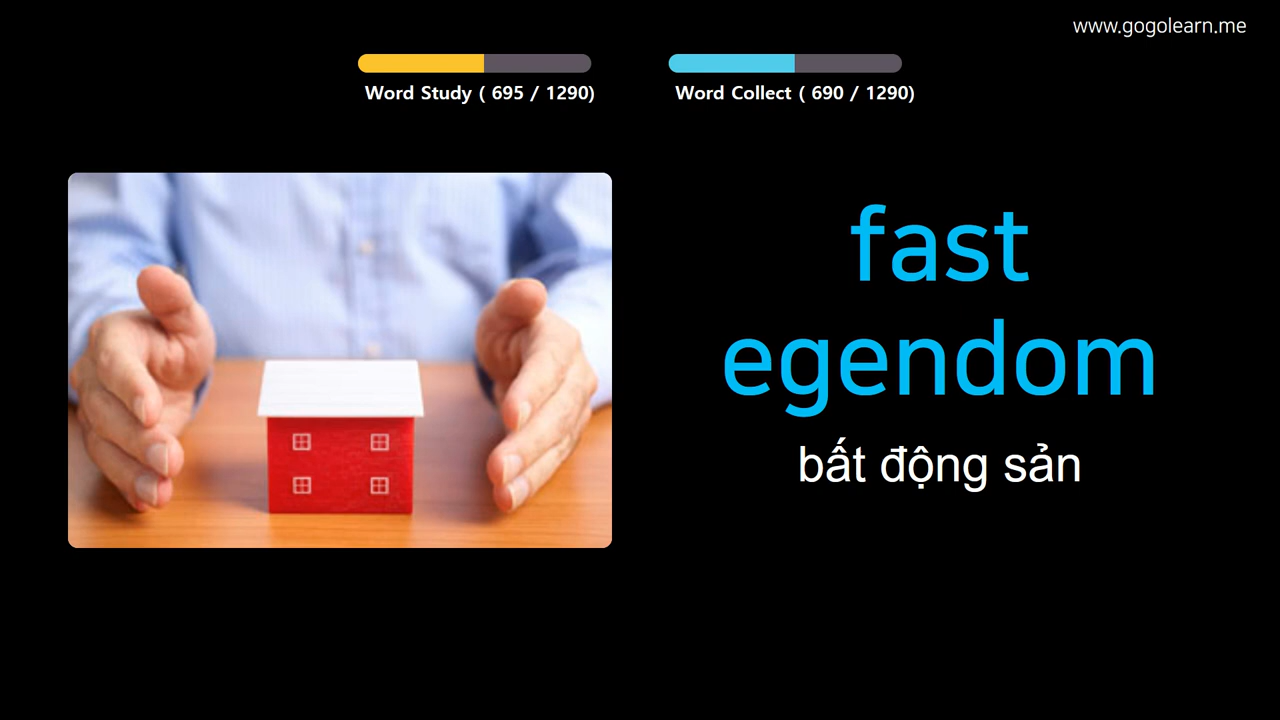 www.gogolearn.me
Word Study ( 695 / 1290)
Word Collect ( 690 / 1290)
fast
egendom
bất động sản